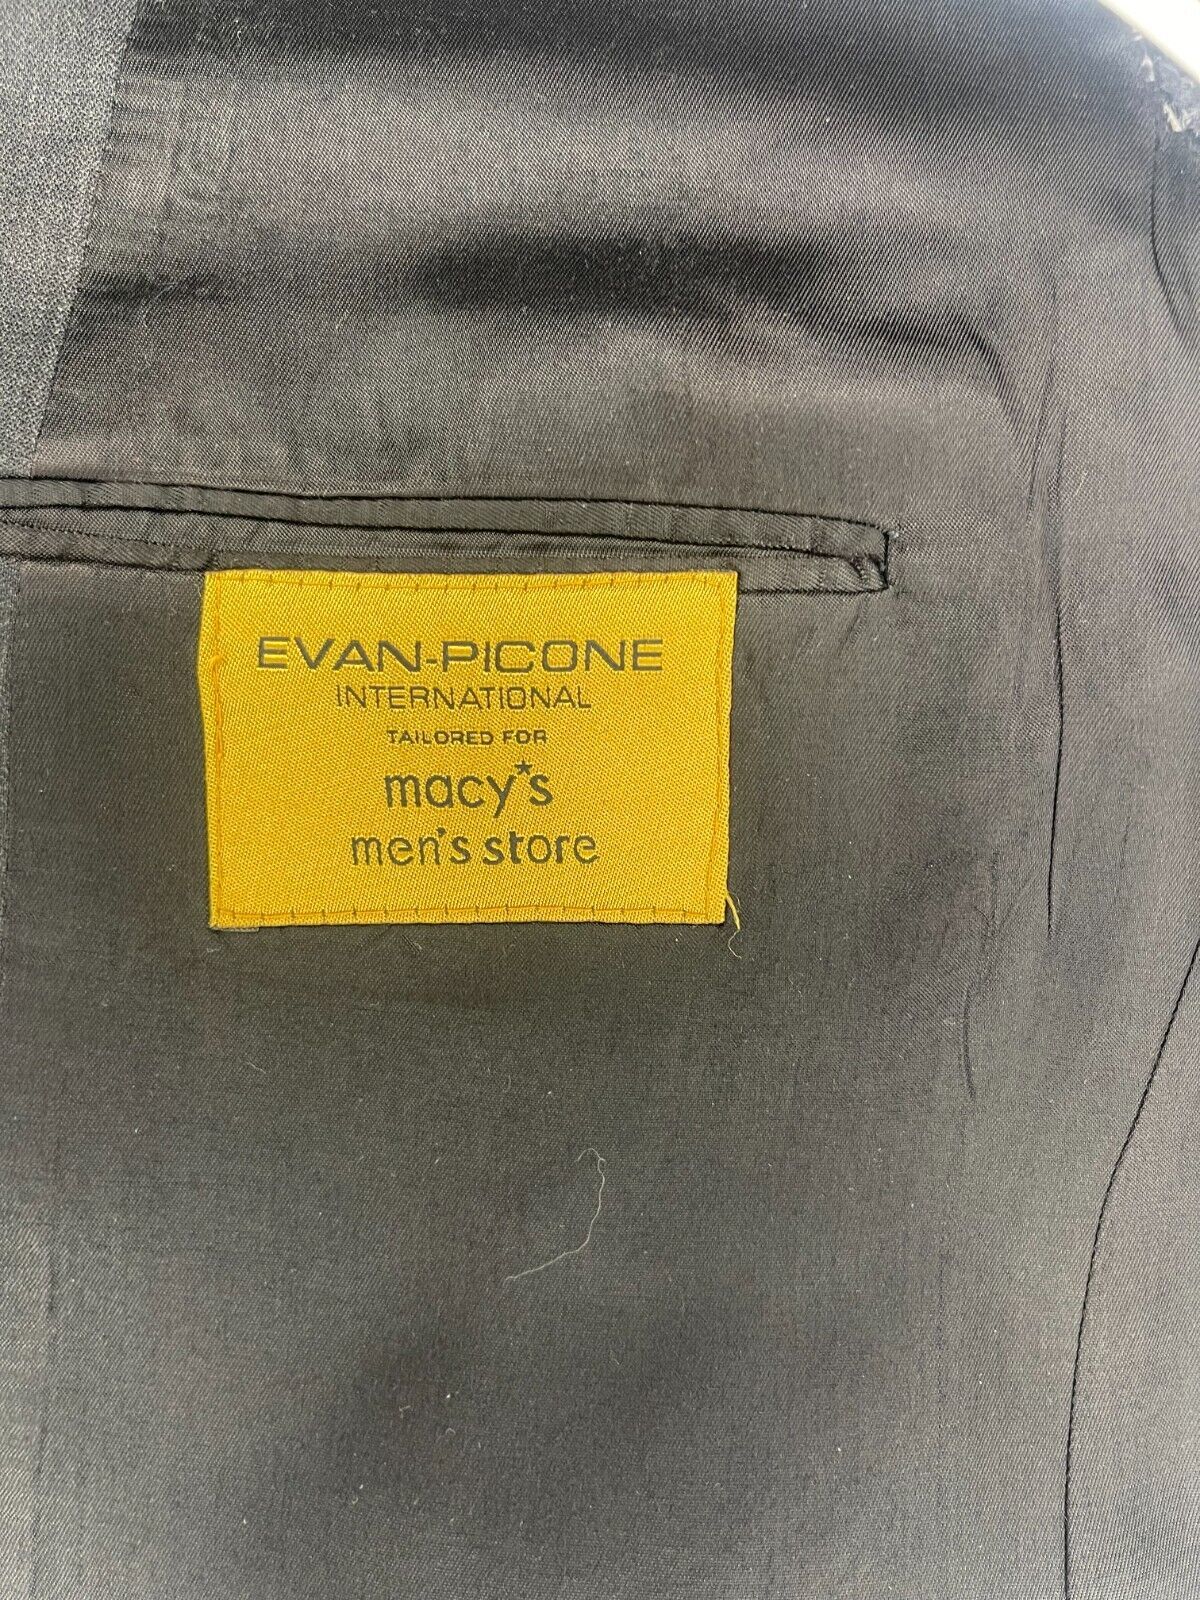 EVAN-PICONE
INTERNATIONAL
TAILORED FOR
macy*s
men's store